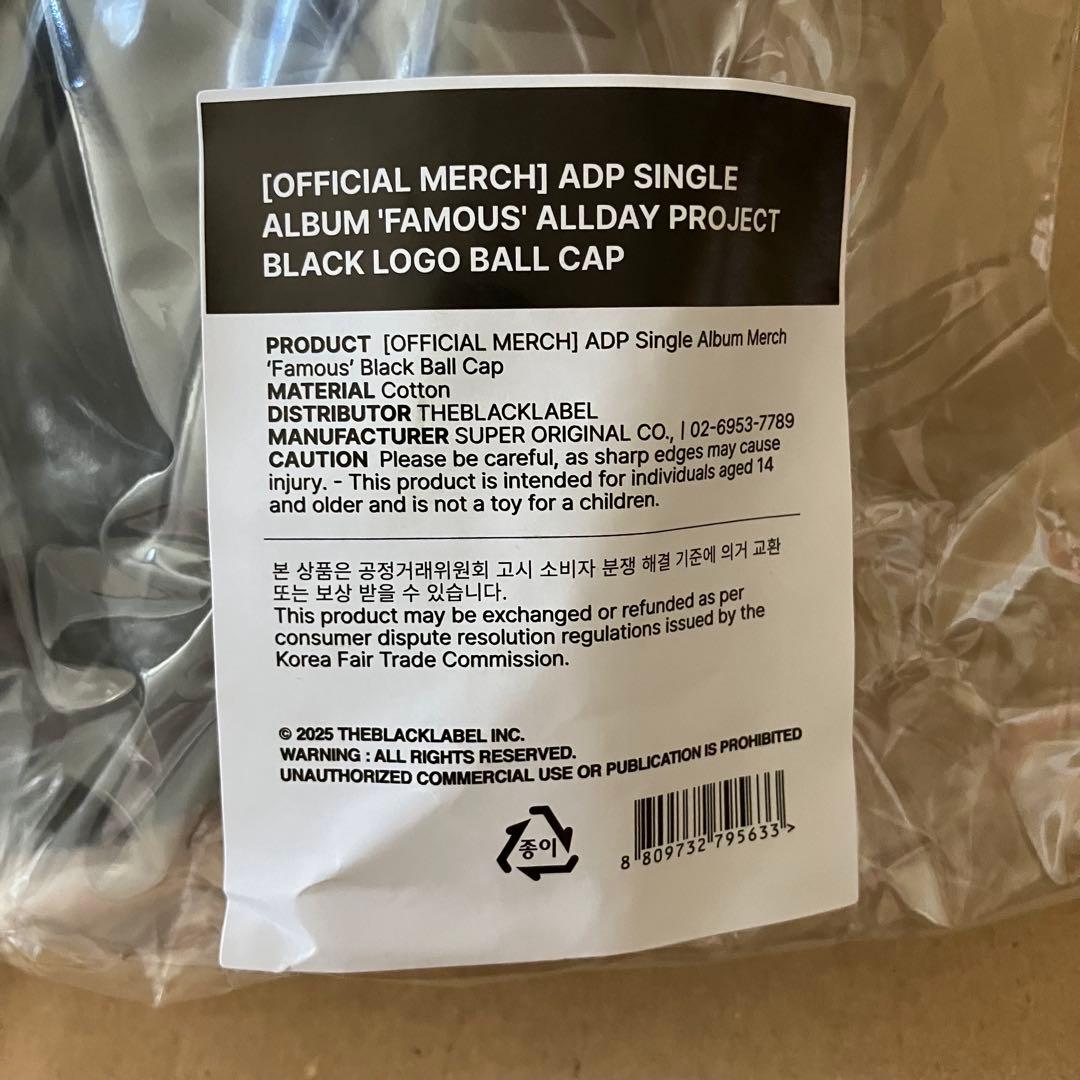 [OFFICIAL MERCH] ADP SINGLE
ALBUM 'FAMOUS' ALLDAY PROJECT
BLACK LOGO BALL CAP
PRODUCT [OFFICIAL MERCH] ADP Single Album Merch
‘Famous’ Black Ball Cap
MATERIAL Cotton
DISTRIBUTOR THEBLACKLABEL
MANUFACTURER SUPER ORIGINAL CO., | 02-6953-7789
CAUTION Please be careful, as sharp edges may cause
injury. - This product is intended for individuals aged 14
and older and is not a toy for a children.
본 상품은 공정거래위원회 고시 소비자 분쟁 해결 기준에 의거 교환
또는 보상 받을 수 있습니다.
This product may be exchanged or refunded as per
consumer dispute resolution regulations issued by the
Korea Fair Trade Commission.
© 2025 THEBLACKLABEL INC.
WARNING : ALL RIGHTS RESERVED.
UNAUTHORIZED COMMERCIAL USE OR PUBLICATION IS PROHIBITED
종이
8 809732 795633 >